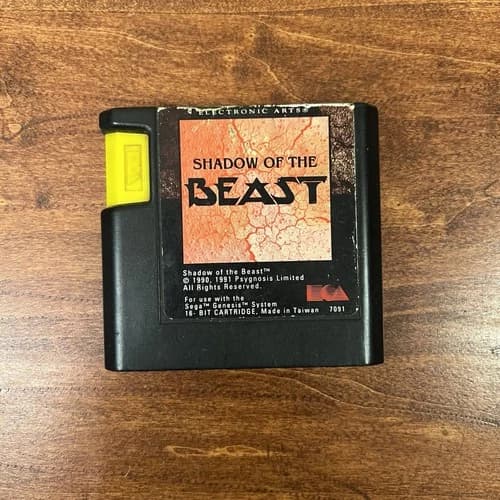 ELECTRONIC ARTS®
SHADOW OF THE
BEAST
Shadow of the Beast™
© 1990, 1991 Psygnosis Limited
All Rights Reserved.
For use with the
Sega™ Genesis™ System
16- BIT CARTRIDGE, Made in Taiwan 7091
ECA